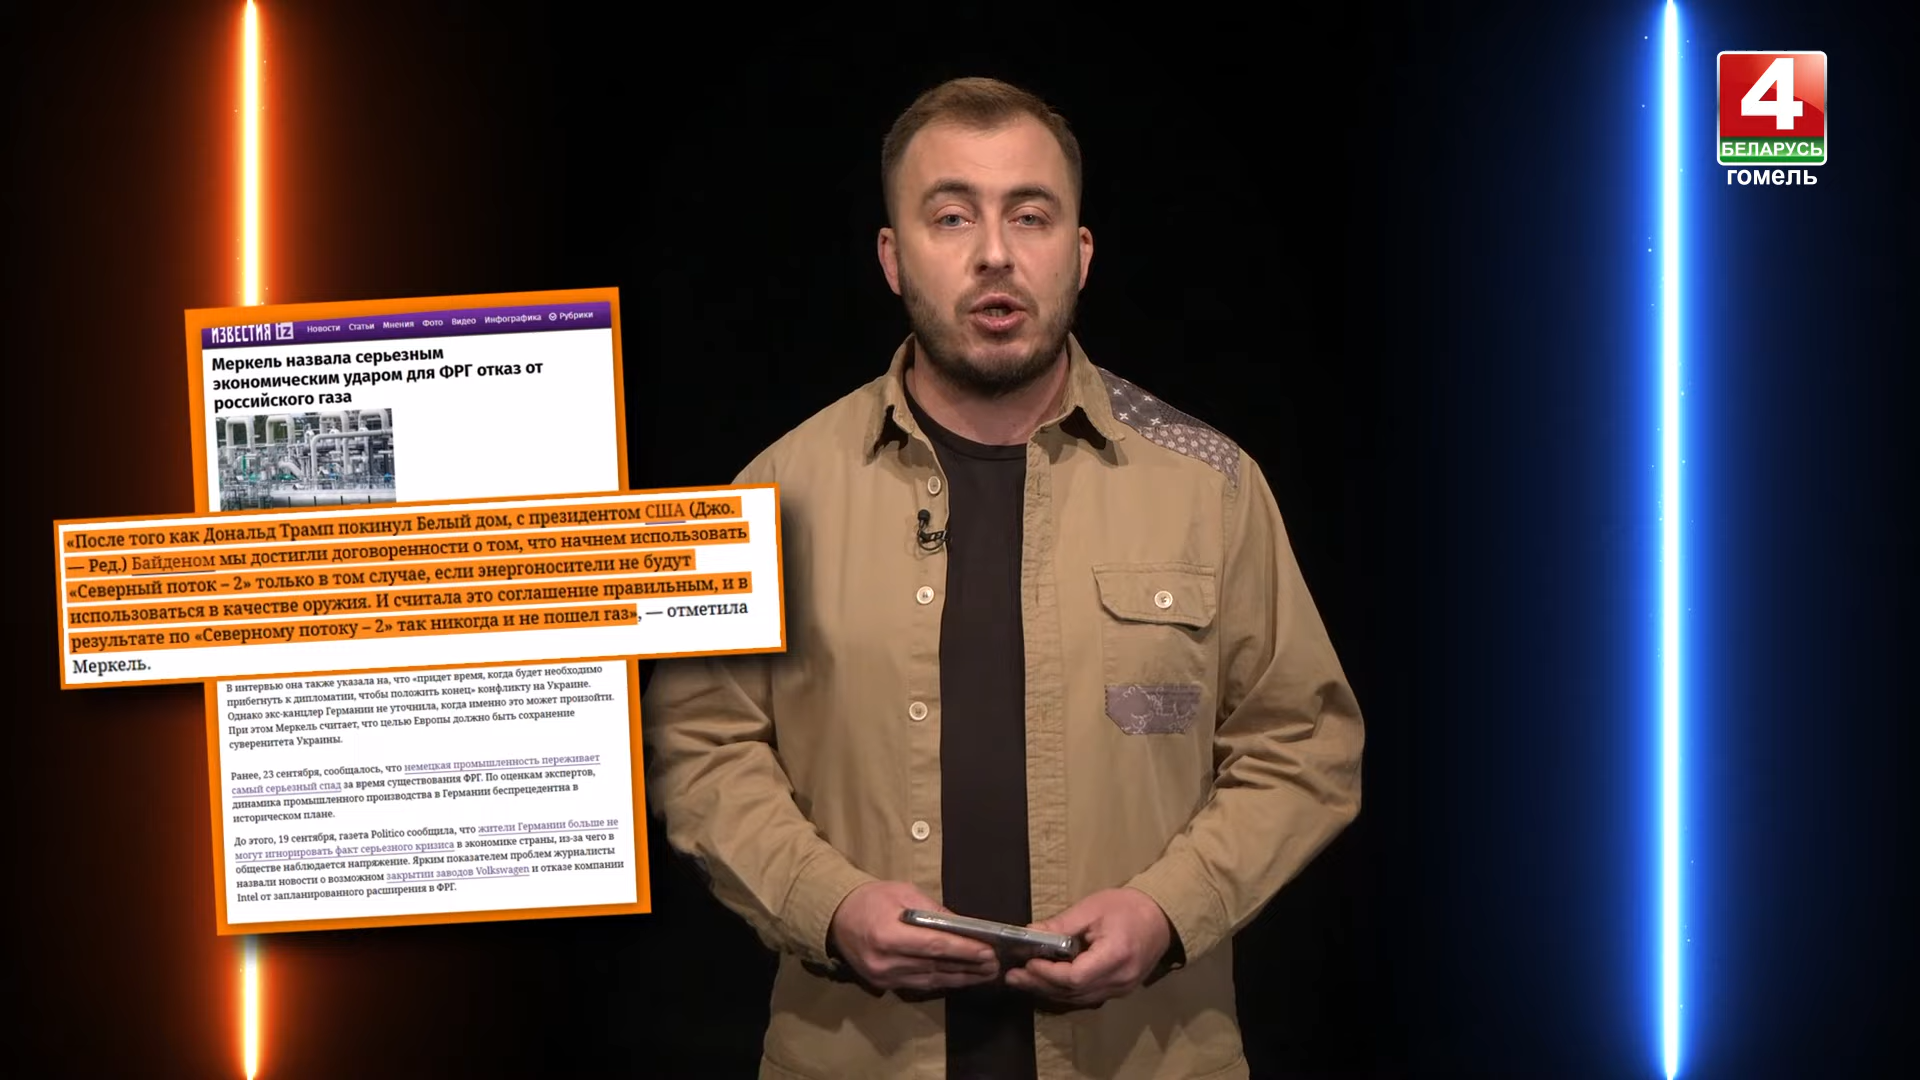 4
БЕЛАРУСЬ
гомель
ИЗВЕСТИЯ iz Новости Статьи Мнения Фото Видео Инфографика Рубрики
Меркель назвала серьезным
экономическим ударом для ФРГ отказ от
российского газа
«После того как Дональд Трамп покинул Белый дом, с президентом США (Джо.
— Ред.) Байденом мы достигли договоренности о том, что начнем использовать
«Северный поток – 2» только в том случае, если энергоносители не будут
использоваться в качестве оружия. И считала это соглашение правильным, и в
результате по «Северному потоку – 2» так никогда и не пошел газ», — отметила
Меркель.
В интервью она также указала на, что «придет время, когда будет необходимо
прибегнуть к дипломатии, чтобы положить конец» конфликту на Украине.
Однако экс-канцлер Германии не уточнила, когда именно это может произойти.
При этом Меркель считает, что целью Европы должно быть сохранение
суверенитета Украины.
Ранее, 23 сентября, сообщалось, что немецкая промышленность переживает
самый серьезный спад за время существования ФРГ. По оценкам экспертов,
динамика промышленного производства в Германии беспрецедентна в
историческом плане.
До этого, 19 сентября, газета Politico сообщила, что жители Германии больше не
могут игнорировать факт серьезного кризиса в экономике страны, из-за чего в
обществе наблюдается напряжение. Ярким показателем проблем журналисты
назвали новости о возможном закрытии заводов Volkswagen и отказе компании
Intel от запланированного расширения в ФРГ.